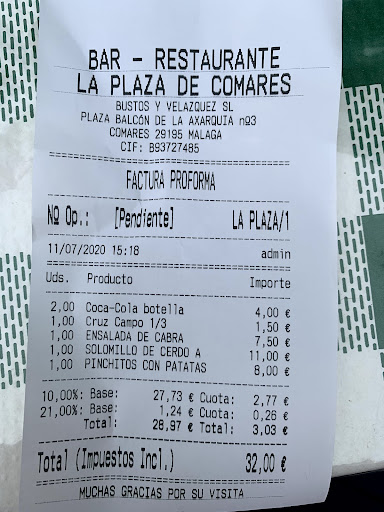 BAR - RESTAURANTE
LA PLAZA DE COMARES
BUSTOS Y VELAZQUEZ SL
PLAZA BALCÓN DE LA AXARQUIA nº3
COMARES 29195 MALAGA
CIF: B93727485
FACTURA PROFORMA
Nº Op.: [Pendiente] LA PLAZA/1
11/07/2020 15:18 admin
Uds. Producto Importe
2,00 Coca-Cola botella 4,00 €
1,00 Cruz Campo 1/3 1,50 €
1,00 ENSALADA DE CABRA 7,50 €
1,00 SOLOMILLO DE CERDO A 11,00 €
1,00 PINCHITOS CON PATATAS 8,00 €
10,00%: Base: 27,73 € Cuota: 2,77 €
21,00%: Base: 1,24 € Cuota: 0,26 €
Total: 28,97 € Total: 3,03 €
Total (Impuestos Incl.) 32,00 €
MUCHAS GRACIAS POR SU VISITA